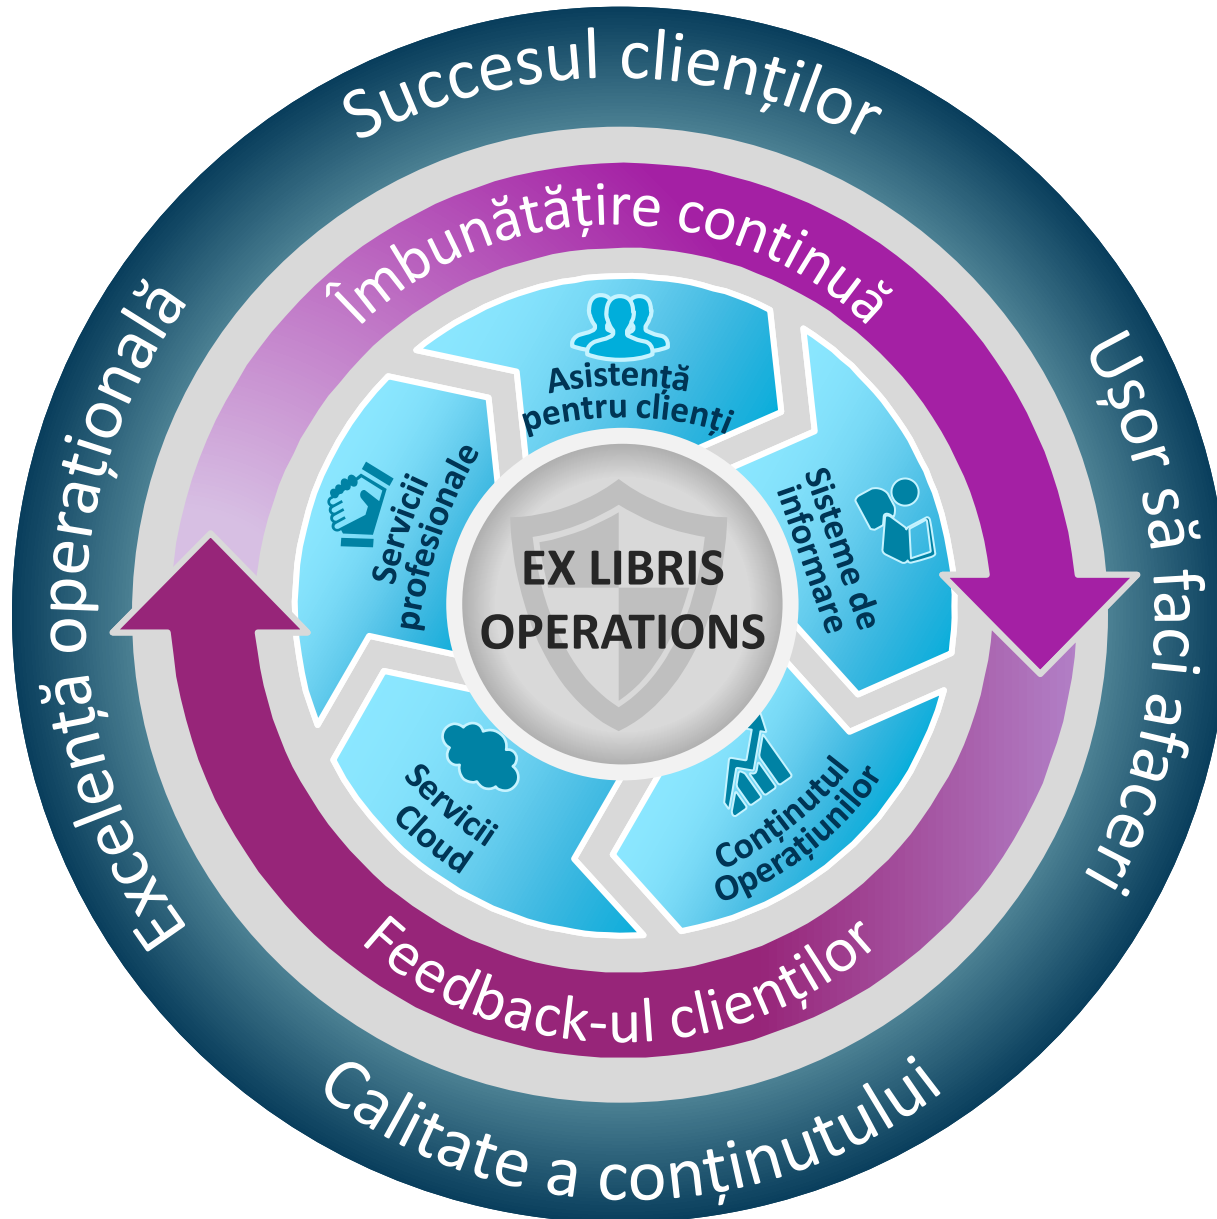 Succesul clienților
Ușor să faci afaceri
Calitate a conținutului
Excelență operațională
Îmbunătățire continuă
Feedback-ul clienților
Asistență
pentru clienți
Sisteme de
informare
Conținutul
Operațiunilor
Servicii
Cloud
Servicii
profesionale
EX LIBRIS
OPERATIONS